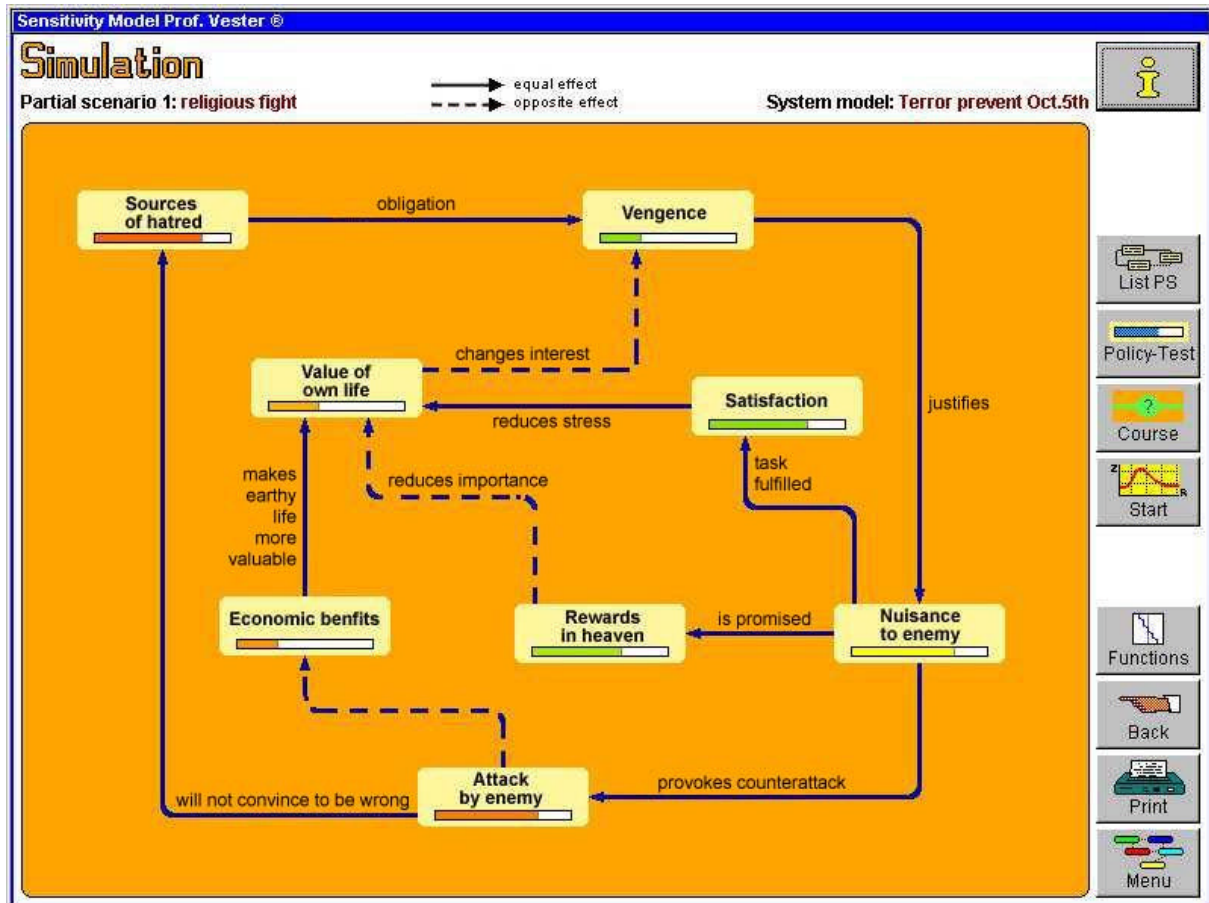 Sensitivity Model Prof. Vester ®
Simulation
equal effect
opposite effect
Partial scenario 1: religious fight
System model: Terror prevent Oct.5th
i
Sources
of hatred
obligation
Vengence
List PS
Policy-Test
changes interest
Value of
own life
Satisfaction
justifies
reduces stress
?
Course
makes
earthy
life
more
valuable
reduces importance
task
fulfilled
Z
R
Start
Economic benfits
Rewards
in heaven
is promised
Nuisance
to enemy
Functions
Back
Attack
by enemy
provokes counterattack
will not convince to be wrong
Print
Menu